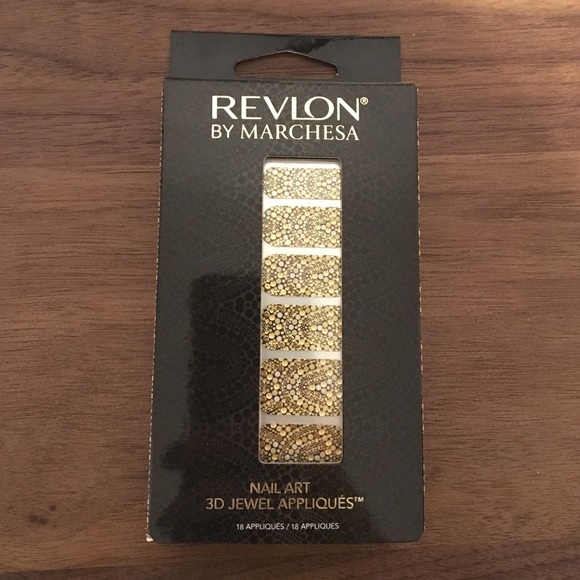 REVLON®
BY MARCHESA
NAIL ART
3D JEWEL APPLIQUÉS™
18 APPLIQUÉS / 18 APPLIQUES